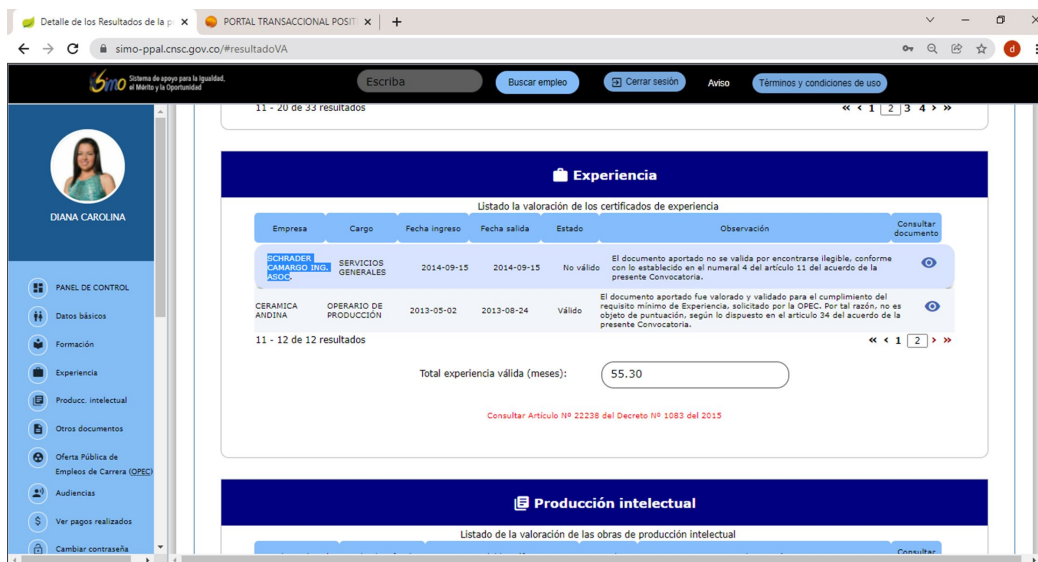 Detalle de los Resultados de la p
PORTAL TRANSACCIONAL POSIT
simo-ppal.cnsc.gov.co/#resultadoVA
d
Simo Sistema de apoyo para la Igualdad,
el Mérito y la Oportunidad
Escriba
Buscar empleo
Cerrar sesión
Aviso
Términos y condiciones de uso
DIANA CAROLINA
PANEL DE CONTROL
Datos básicos
Formación
Experiencia
Producc. intelectual
Otros documentos
Oferta Pública de
Empleos de Carrera (OPEC)
Audiencias
Ver pagos realizados
Cambiar contraseña
11 - 20 de 33 resultados
« ‹ 1 2 3 4 › »
Experiencia
Listado la valoración de los certificados de experiencia
Empresa Cargo Fecha ingreso Fecha salida Estado Observación Consultar
documento
SCHRADER
CAMARGO ING.
ASOC.
SERVICIOS
GENERALES
2014-09-15
2014-09-15
No válido
El documento aportado no se valida por encontrarse ilegible, conforme
con lo establecido en el numeral 4 del artículo 11 del acuerdo de la
presente Convocatoria.
CERAMICA
ANDINA
OPERARIO DE
PRODUCCIÓN
2013-05-02
2013-08-24
Válido
El documento aportado fue valorado y validado para el cumplimiento del
requisito mínimo de Experiencia, solicitado por la OPEC. Por tal razón, no es
objeto de puntuación, según lo dispuesto en el articulo 34 del acuerdo de la
presente Convocatoria.
11 - 12 de 12 resultados
« ‹ 1 2 › »
Total experiencia válida (meses):
55.30
Consultar Artículo Nº 22238 del Decreto Nº 1083 del 2015
Producción intelectual
Listado de la valoración de las obras de producción intelectual
Consultar